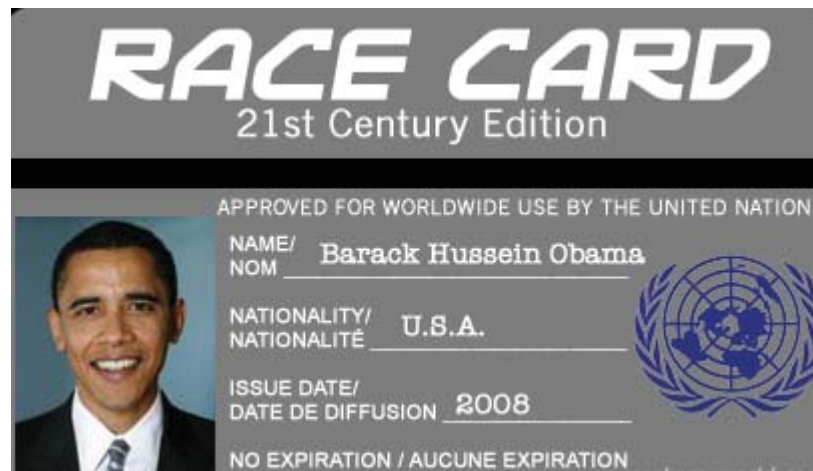 RACE CARD
21st Century Edition
APPROVED FOR WORLDWIDE USE BY THE UNITED NATION
NAME/
NOM Barack Hussein Obama
NATIONALITY/
NATIONALITÉ U.S.A.
ISSUE DATE/
DATE DE DIFFUSION 2008
NO EXPIRATION / AUCUNE EXPIRATION